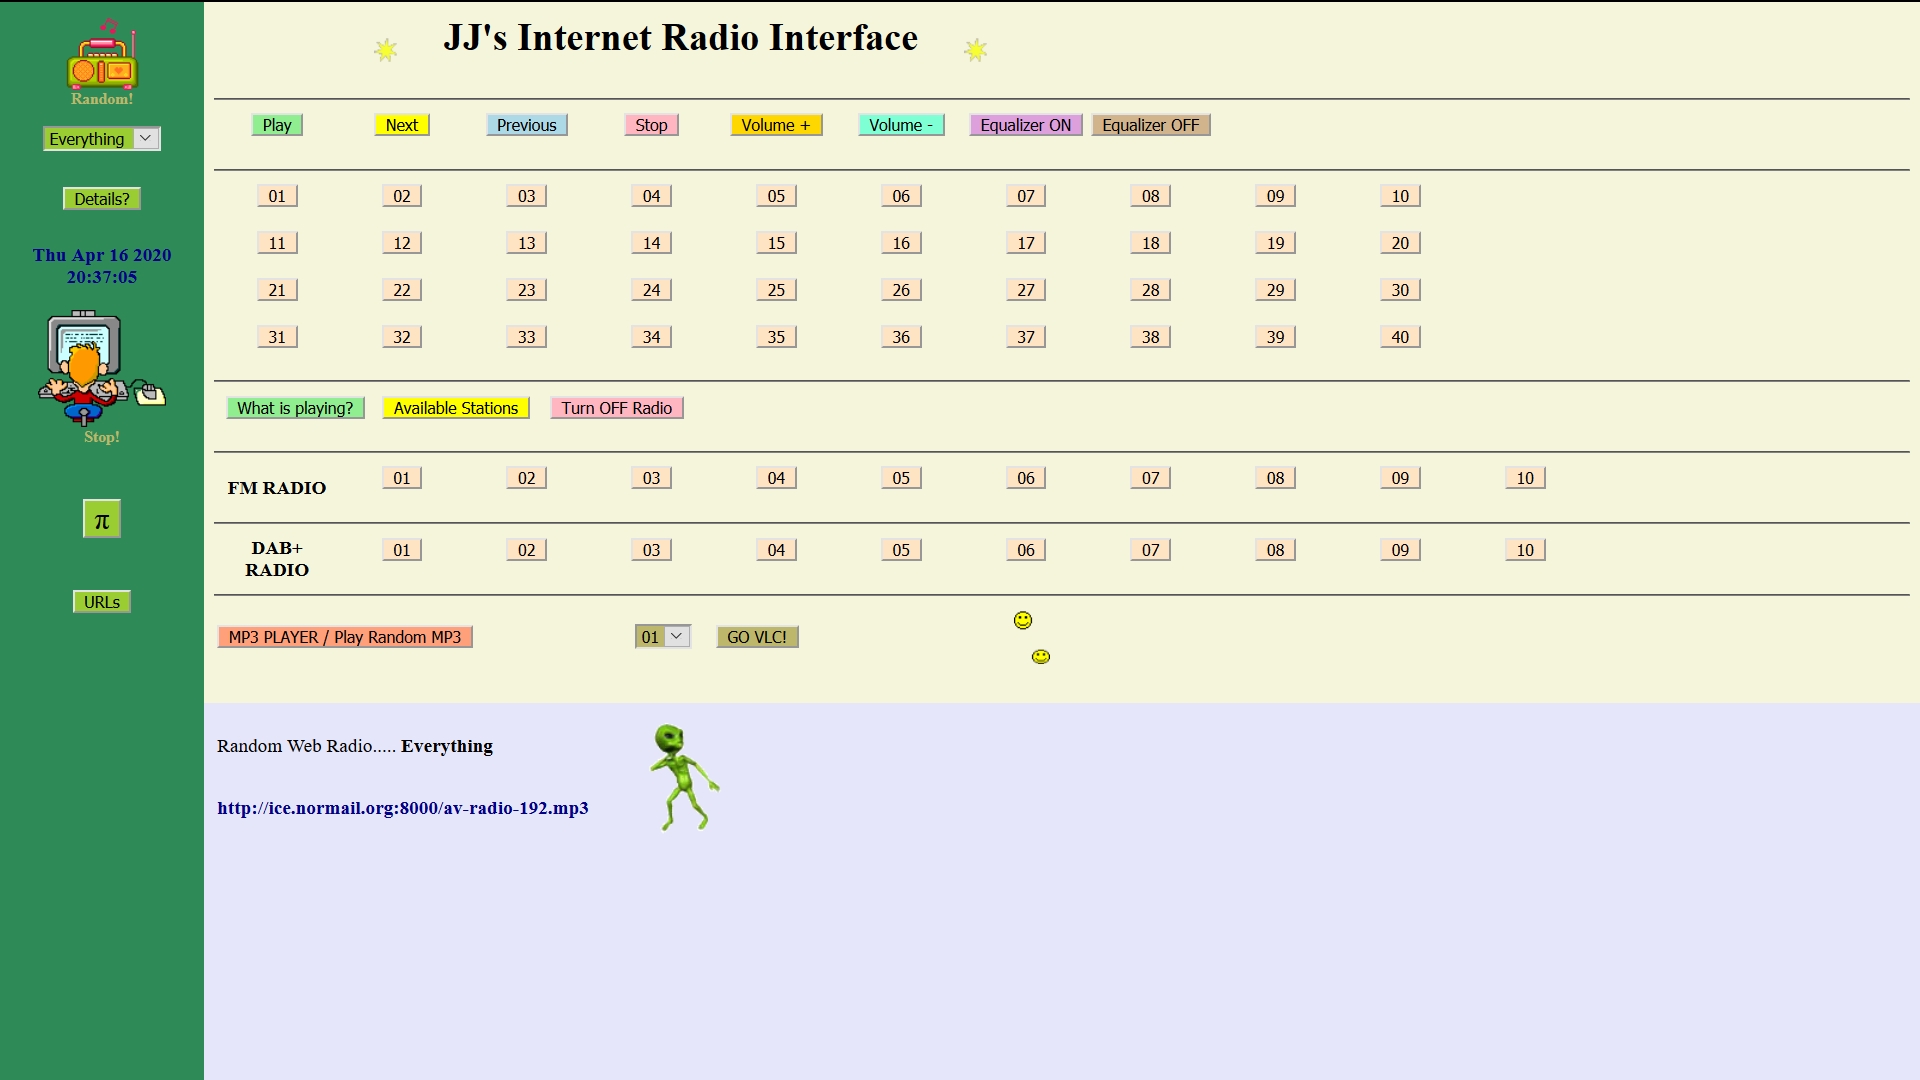 Random!
Everything
Details?
Thu Apr 16 2020
20:37:05
Stop!
π
URLs
JJ's Internet Radio Interface
Play Next Previous Stop Volume + Volume - Equalizer ON Equalizer OFF
01 02 03 04 05 06 07 08 09 10
11 12 13 14 15 16 17 18 19 20
21 22 23 24 25 26 27 28 29 30
31 32 33 34 35 36 37 38 39 40
What is playing? Available Stations Turn OFF Radio
FM RADIO 01 02 03 04 05 06 07 08 09 10
DAB+
RADIO 01 02 03 04 05 06 07 08 09 10
MP3 PLAYER / Play Random MP3 01 GO VLC!
Random Web Radio..... Everything
http://ice.normail.org:8000/av-radio-192.mp3